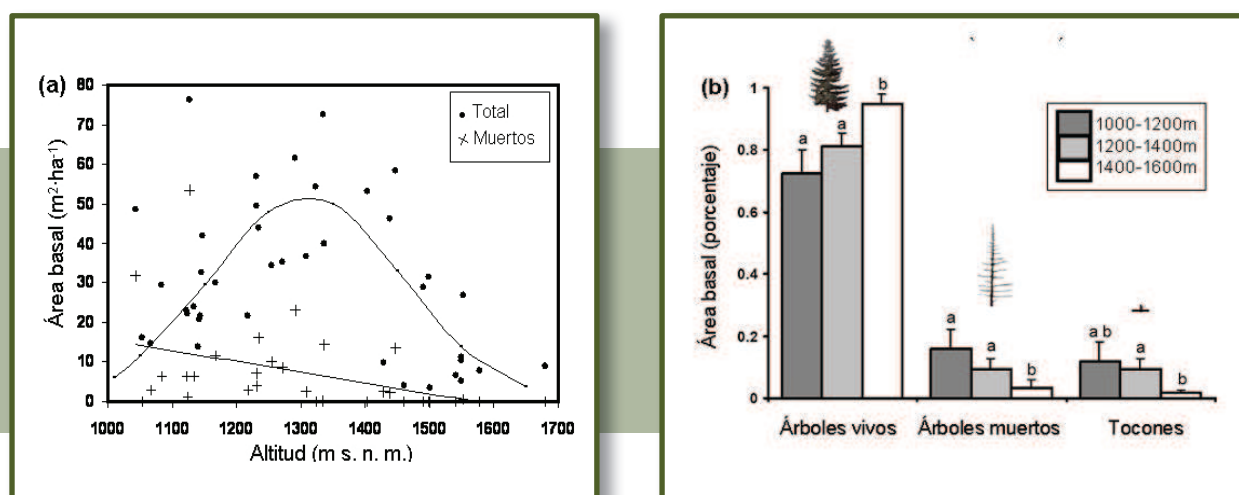 (a)
Área basal (m²·ha⁻¹)
80
70
60
50
40
30
20
10
0
Total
Muertos
1000 1100 1200 1300 1400 1500 1600 1700
Altitud (m s. n. m.)
(b)
Área basal (porcentaje)
1
0.8
0.6
0.4
0.2
0
a a b
a a b
a b a b
1000-1200m
1200-1400m
1400-1600m
Árboles vivos Árboles muertos Tocones